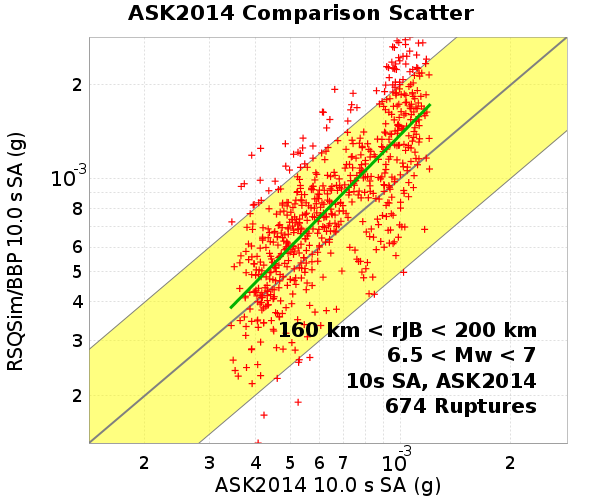 ASK2014 Comparison Scatter
RSQSim/BBP 10.0 s SA (g)
2
10-3
8
6
5
4
3
2
160 km < rJB < 200 km
6.5 < Mw < 7
10s SA, ASK2014
674 Ruptures
2 3 4 5 6 7 10-3 2
ASK2014 10.0 s SA (g)